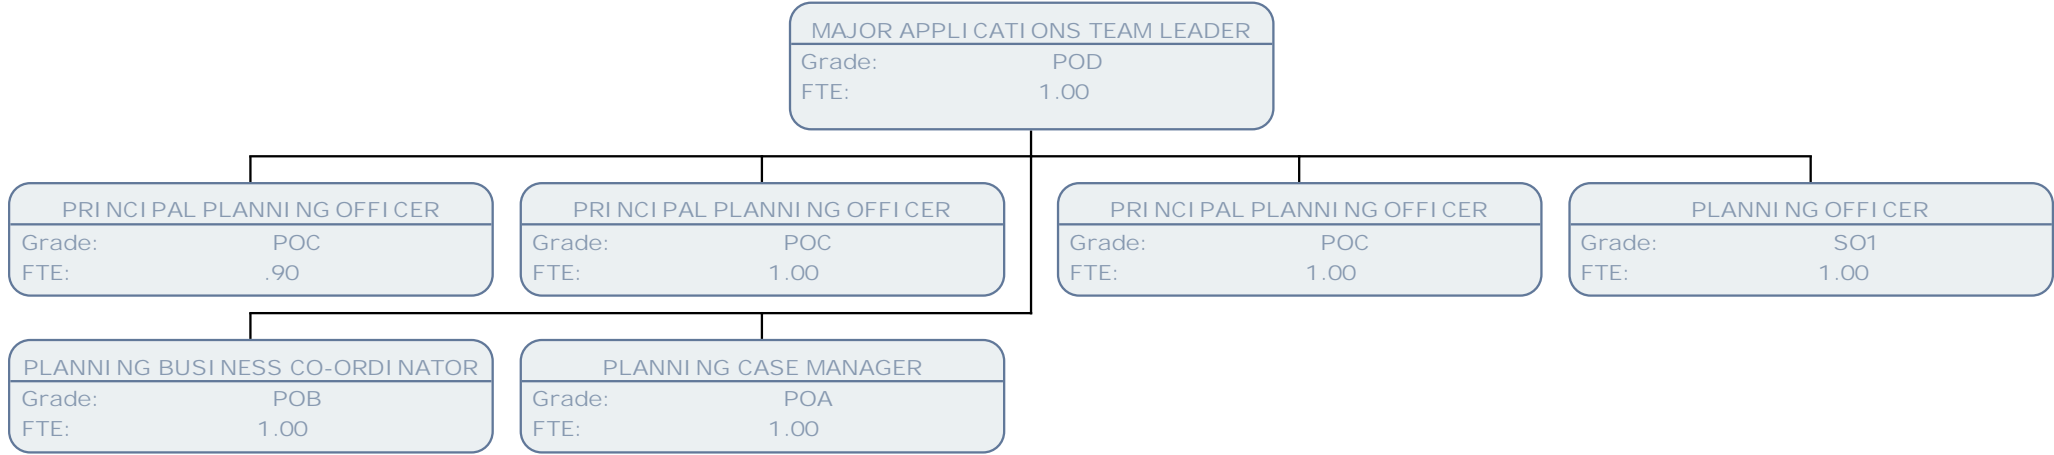 MAJOR APPLICATIONS TEAM LEADER
Grade: POD
FTE: 1.00
PRINCIPAL PLANNING OFFICER
Grade: POC
FTE: .90
PRINCIPAL PLANNING OFFICER
Grade: POC
FTE: 1.00
PRINCIPAL PLANNING OFFICER
Grade: POC
FTE: 1.00
PLANNING OFFICER
Grade: SO1
FTE: 1.00
PLANNING BUSINESS CO-ORDINATOR
Grade: POB
FTE: 1.00
PLANNING CASE MANAGER
Grade: POA
FTE: 1.00